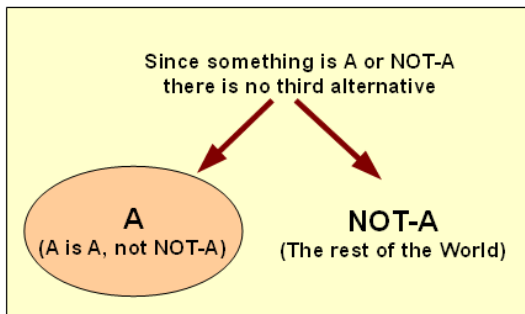 Since something is A or NOT-A
there is no third alternative
A
(A is A, not NOT-A)
NOT-A
(The rest of the World)